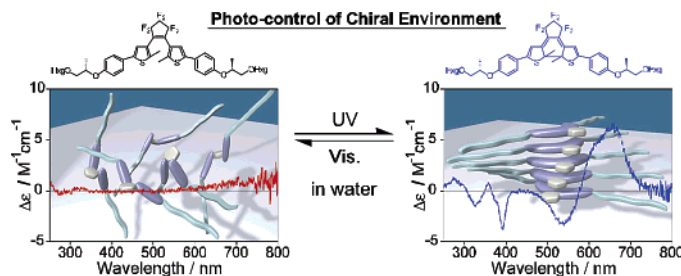 Photo-control of Chiral Environment
F₂
F₂ F₂
S S
O O
F₂
F₂ F₂
S S
O O
10
5
0
-5
Δε / M⁻¹cm⁻¹
300 400 500 600 700 800
Wavelength / nm
UV
Vis.
in water
10
5
0
-5
Δε / M⁻¹cm⁻¹
300 400 500 600 700 800
Wavelength / nm